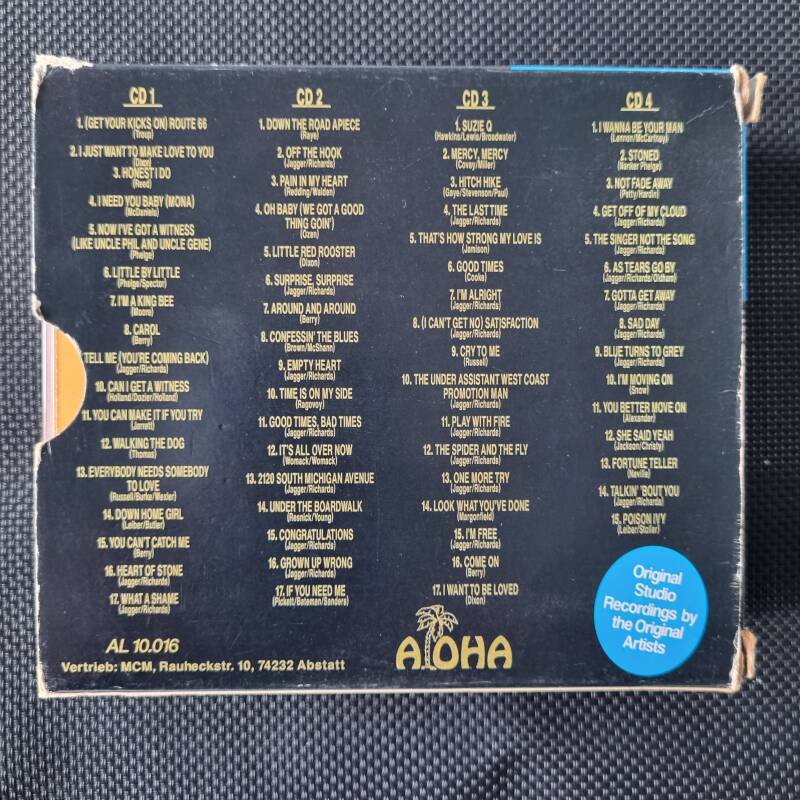 CD 1
1. (GET YOUR KICKS ON) ROUTE 66
(Troup)
2. I JUST WANT TO MAKE LOVE TO YOU
(Dixon)
3. HONEST I DO
(Reed)
4. I NEED YOU BABY (MONA)
(McDaniels)
5. NOW I'VE GOT A WITNESS
(LIKE UNCLE PHIL AND UNCLE GENE)
(Phelge)
6. LITTLE BY LITTLE
(Phelge/Spector)
7. I'M A KING BEE
(Moore)
8. CAROL
(Berry)
TELL ME (YOU'RE COMING BACK)
(Jagger/Richards)
10. CAN I GET A WITNESS
(Holland/Dozier/Holland)
11. YOU CAN MAKE IT IF YOU TRY
(Jarrett)
12. WALKING THE DOG
(Thomas)
13. EVERYBODY NEEDS SOMEBODY
TO LOVE
(Russell/Burke/Wexler)
14. DOWN HOME GIRL
(Leiber/Butler)
15. YOU CAN'T CATCH ME
(Berry)
16. HEART OF STONE
(Jagger/Richards)
17. WHAT A SHAME
(Jagger/Richards)
CD 2
1. DOWN THE ROAD APIECE
(Raye)
2. OFF THE HOOK
(Jagger/Richards)
3. PAIN IN MY HEART
(Redding/Walden)
4. OH BABY (WE GOT A GOOD
THING GOIN')
(Ozen)
5. LITTLE RED ROOSTER
(Dixon)
6. SURPRISE, SURPRISE
(Jagger/Richards)
7. AROUND AND AROUND
(Berry)
8. CONFESSIN' THE BLUES
(Brown/McShann)
9. EMPTY HEART
(Jagger/Richards)
10. TIME IS ON MY SIDE
(Ragovoy)
11. GOOD TIMES, BAD TIMES
(Jagger/Richards)
12. IT'S ALL OVER NOW
(Womack/Womack)
13. 2120 SOUTH MICHIGAN AVENUE
(Jagger/Richards)
14. UNDER THE BOARDWALK
(Resnick/Young)
15. CONGRATULATIONS
(Jagger/Richards)
16. GROWN UP WRONG
(Jagger/Richards)
17. IF YOU NEED ME
(Pickett/Bateman/Sanders)
CD 3
1. SUZIE Q
(Hawkins/Lewis/Broadwater)
2. MERCY, MERCY
(Covay/Miller)
3. HITCH HIKE
(Gaye/Stevenson/Paul)
4. THE LAST TIME
(Jagger/Richards)
5. THAT'S HOW STRONG MY LOVE IS
(Jamison)
6. GOOD TIMES
(Cooke)
7. I'M ALRIGHT
(Jagger/Richards)
8. (I CAN'T GET NO) SATISFACTION
(Jagger/Richards)
9. CRY TO ME
(Russell)
10. THE UNDER ASSISTANT WEST COAST
PROMOTION MAN
(Jagger/Richards)
11. PLAY WITH FIRE
(Jagger/Richards)
12. THE SPIDER AND THE FLY
(Jagger/Richards)
13. ONE MORE TRY
(Jagger/Richards)
14. LOOK WHAT YOU'VE DONE
(Morgonfield)
15. I'M FREE
(Jagger/Richards)
16. COME ON
(Berry)
17. I WANT TO BE LOVED
(Dixon)
CD 4
1. I WANNA BE YOUR MAN
(Lennon/McCartney)
2. STONED
(Nanker Phelge)
3. NOT FADE AWAY
(Petty/Hardin)
4. GET OFF OF MY CLOUD
(Jagger/Richards)
5. THE SINGER NOT THE SONG
(Jagger/Richards)
6. AS TEARS GO BY
(Jagger/Richards/Oldham)
7. GOTTA GET AWAY
(Jagger/Richards)
8. SAD DAY
(Jagger/Richards)
9. BLUE TURNS TO GREY
(Jagger/Richards)
10. I'M MOVING ON
(Snow)
11. YOU BETTER MOVE ON
(Alexander)
12. SHE SAID YEAH
(Jackson/Christy)
13. FORTUNE TELLER
(Neville)
14. TALKIN' 'BOUT YOU
(Jagger/Richards)
15. POISON IVY
(Leiber/Stoller)
AL 10.016
Vertrieb: MCM, Rauheckstr. 10, 74232 Abstatt
ALOHA
Original
Studio
Recordings by
the Original
Artists